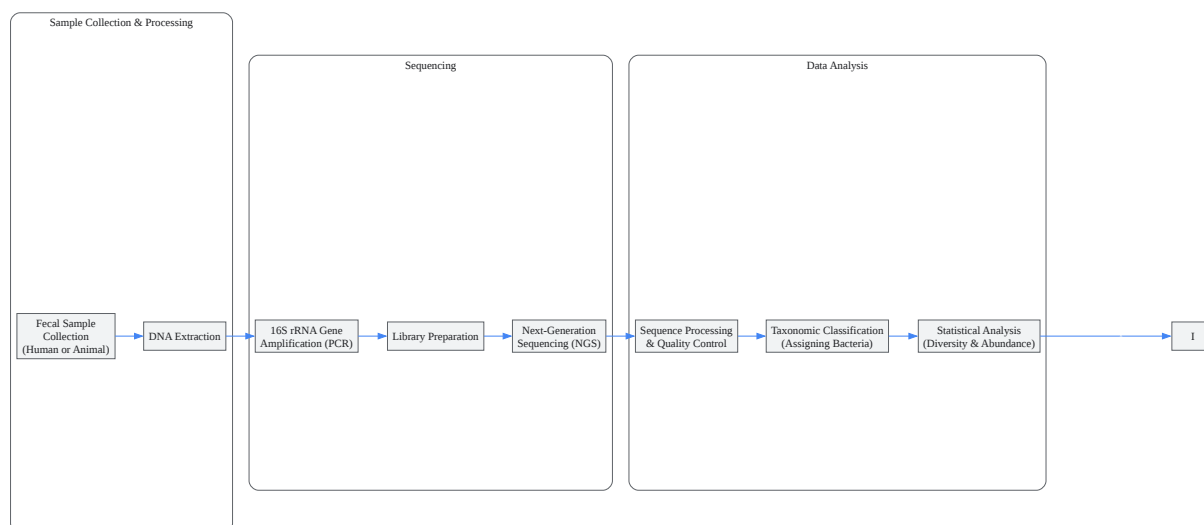 Sample Collection & Processing
Sequencing
Data Analysis
Fecal Sample
Collection
(Human or Animal)
DNA Extraction
16S rRNA Gene
Amplification (PCR)
Library Preparation
Next-Generation
Sequencing (NGS)
Sequence Processing
& Quality Control
Taxonomic Classification
(Assigning Bacteria)
Statistical Analysis
(Diversity & Abundance)
I